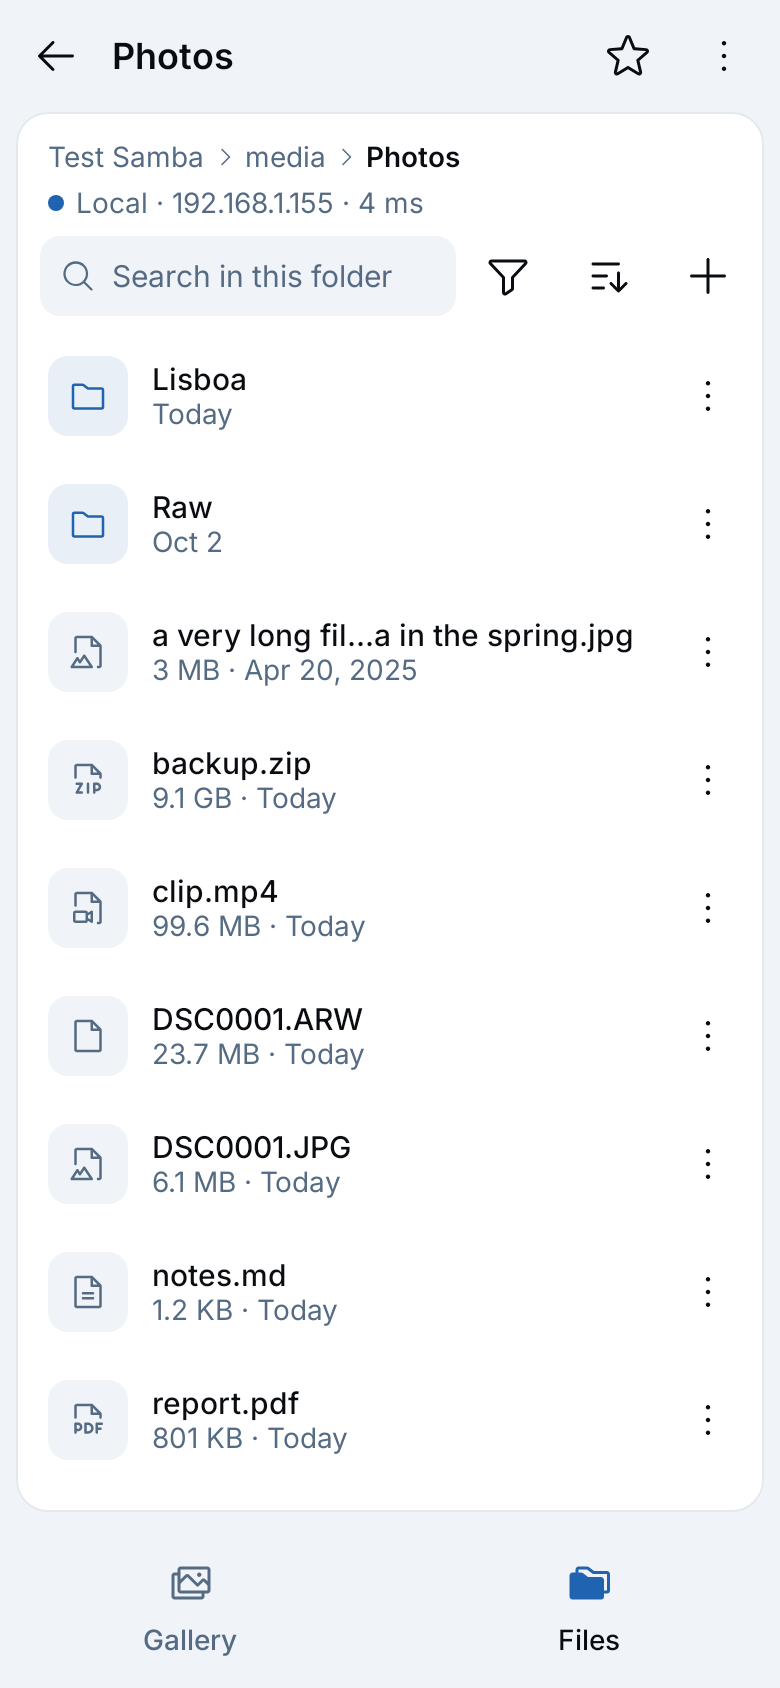 Photos
Test Samba > media > Photos
Local · 192.168.1.155 · 4 ms
Search in this folder
Lisboa
Today
Raw
Oct 2
a very long fil...a in the spring.jpg
3 MB · Apr 20, 2025
ZIP
backup.zip
9.1 GB · Today
clip.mp4
99.6 MB · Today
DSC0001.ARW
23.7 MB · Today
DSC0001.JPG
6.1 MB · Today
notes.md
1.2 KB · Today
PDF
report.pdf
801 KB · Today
Gallery
Files